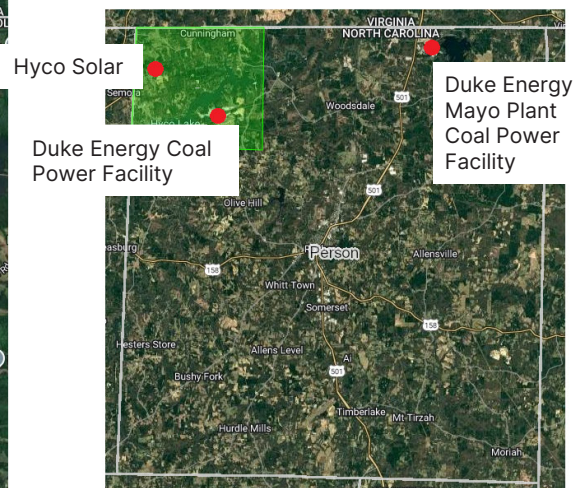 VIRGINIA
NORTH CAROLINA
Cunningham
Hyco Solar
Semora
501
Woodsdale
Duke Energy
Mayo Plant
Coal Power
Facility
Hyco Lake
Duke Energy Coal
Power Facility
501
Olive Hill
Person
Allensville
158
Whitt Town
Somerset
158
Hesters Store
Allens Level
501
Bushy Fork
Timberlake
Mt Tirzah
Hurdle Mills
Moriah